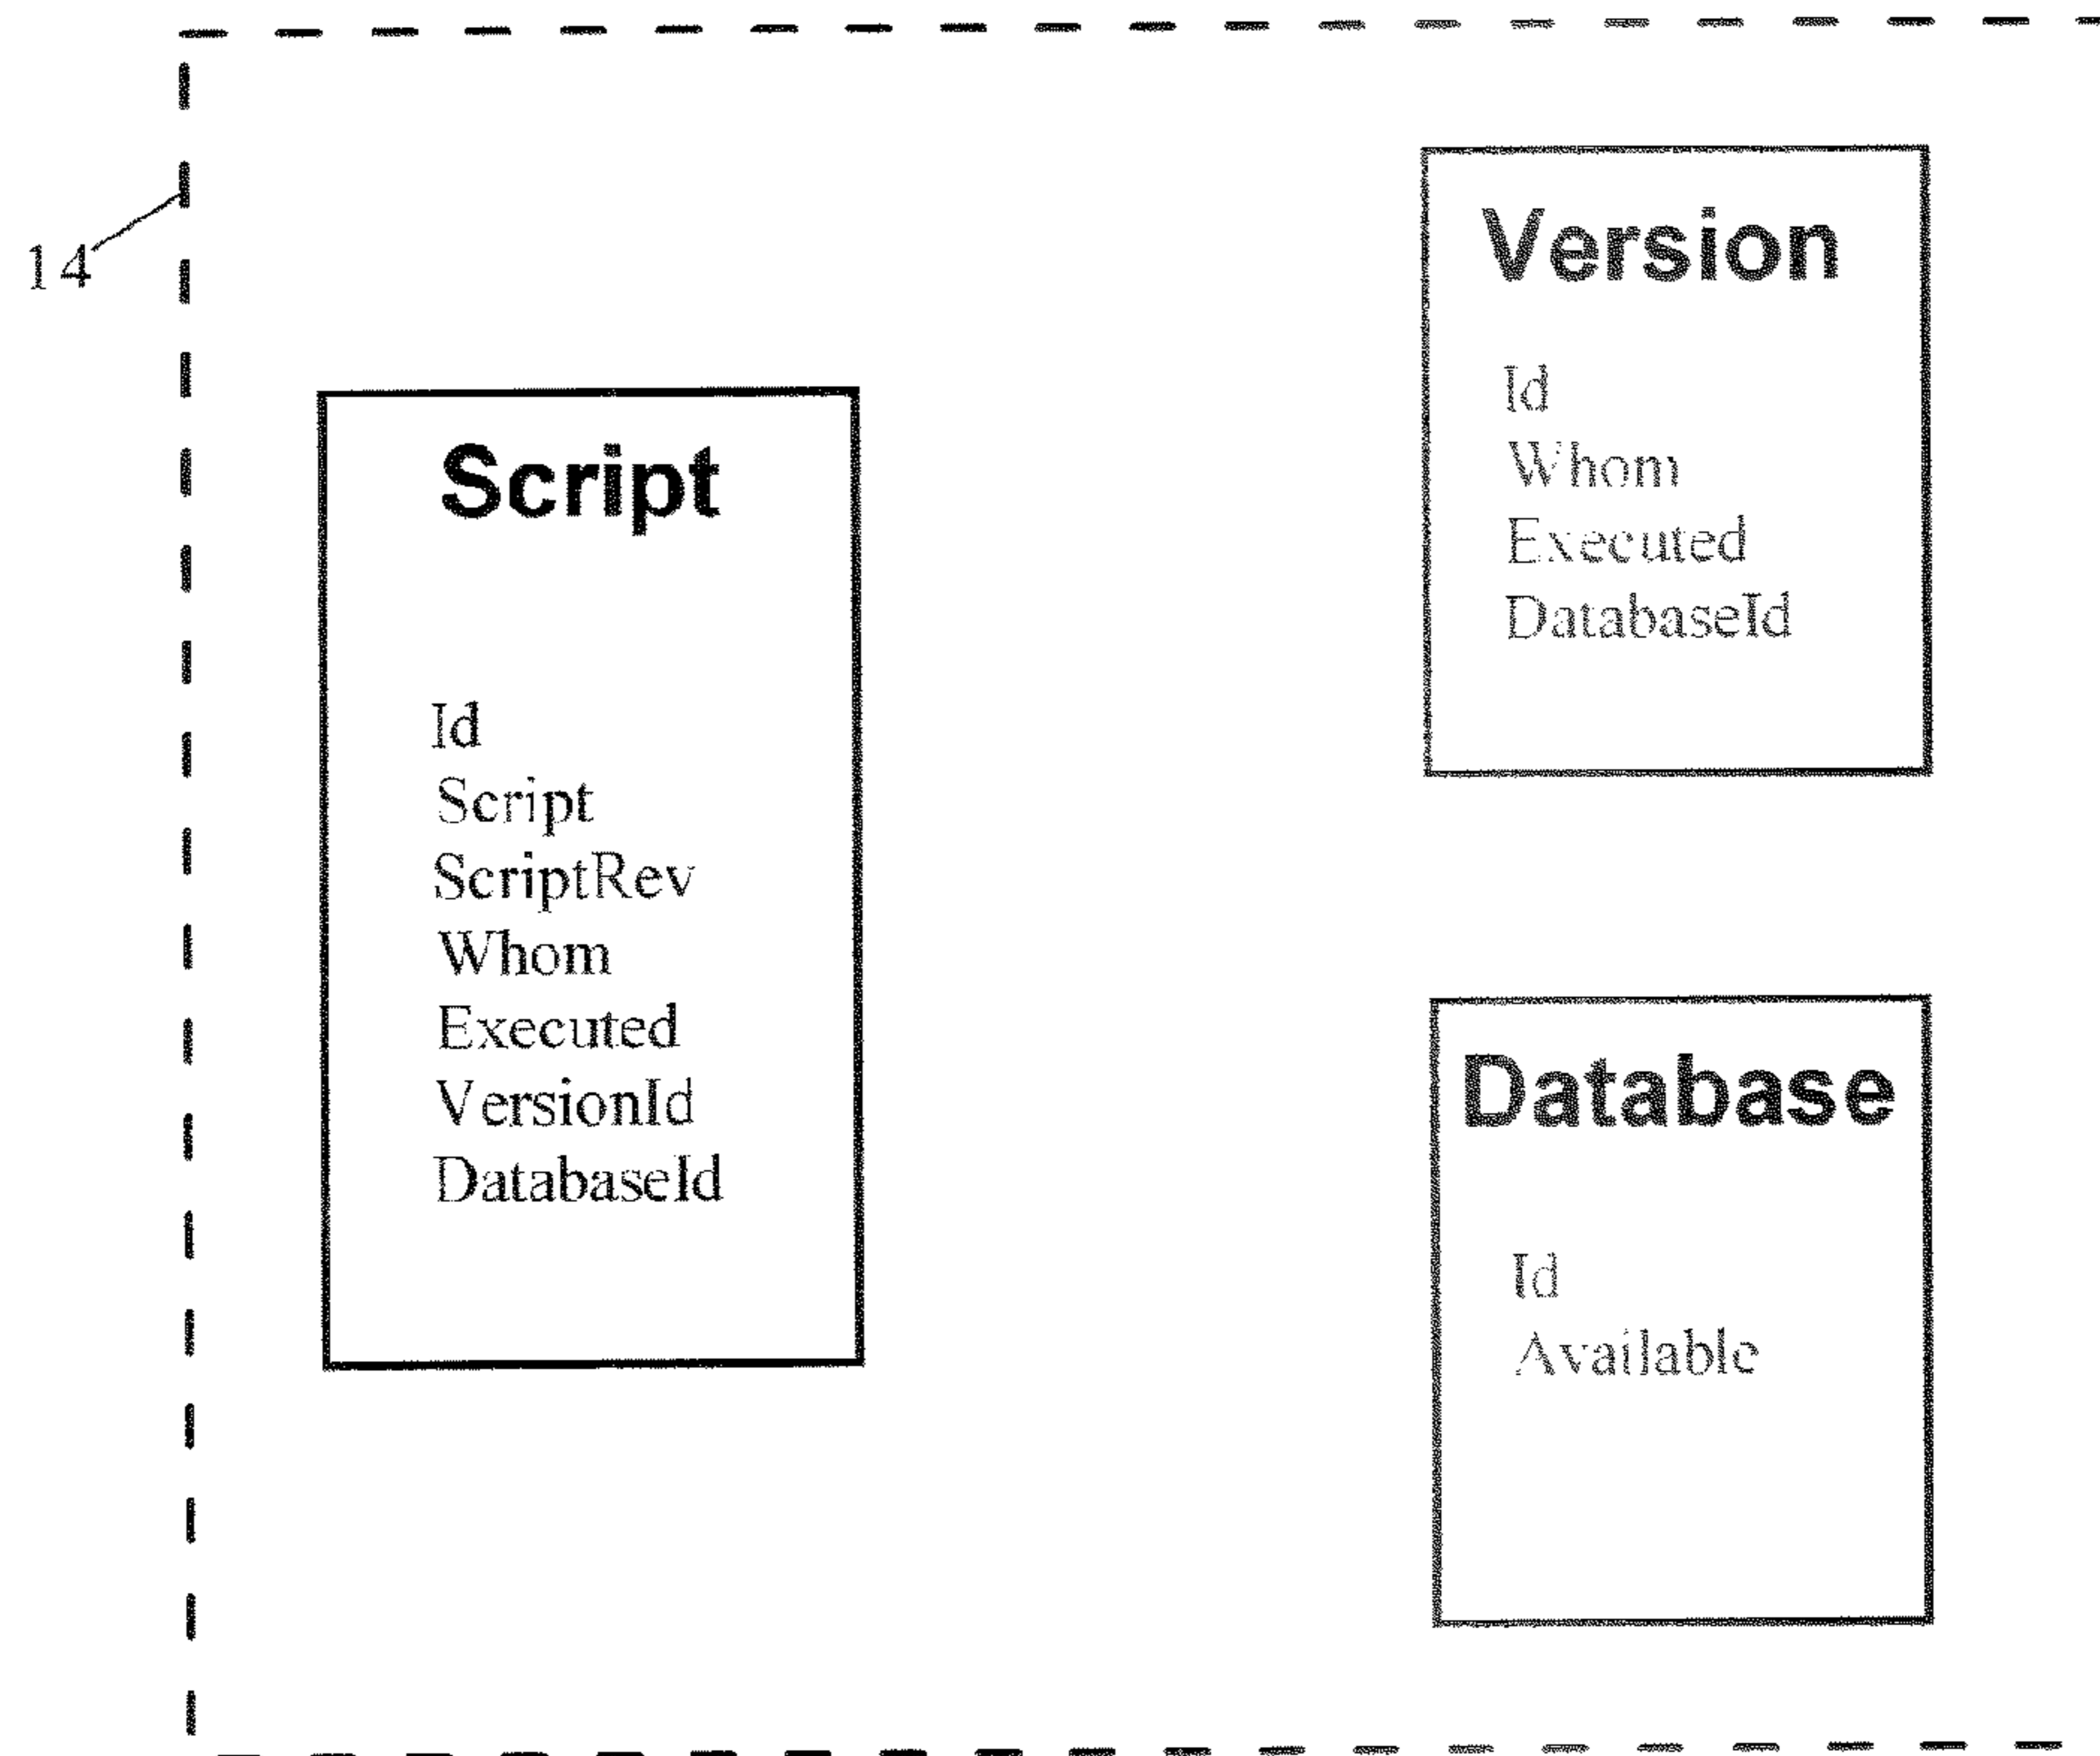 14
Script
Id
Script
ScriptRev
Whom
Executed
VersionId
DatabaseId
Version
Id
Whom
Executed
DatabaseId
Database
Id
Available